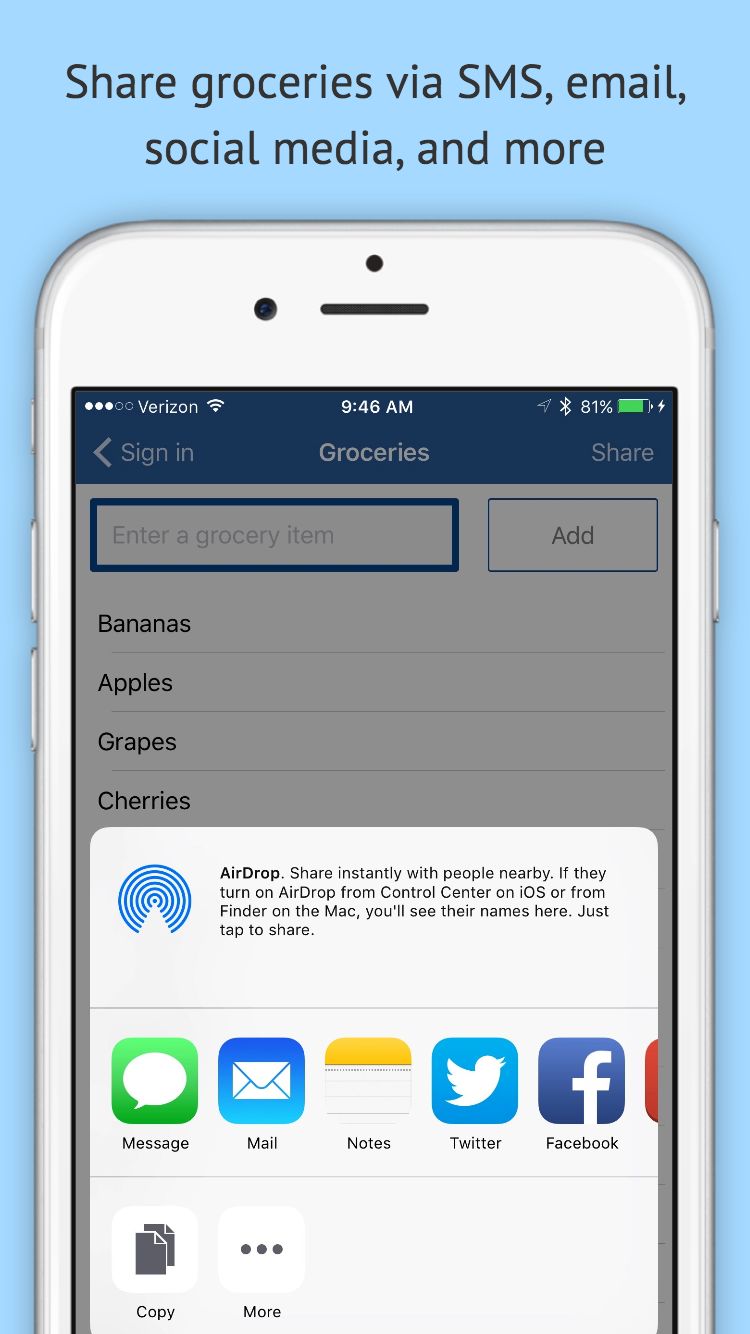 Share groceries via SMS, email,
social media, and more
Verizon 9:46 AM 81%
Sign in Groceries Share
Enter a grocery item Add
Bananas
Apples
Grapes
Cherries
AirDrop. Share instantly with people nearby. If they
turn on AirDrop from Control Center on iOS or from
Finder on the Mac, you'll see their names here. Just
tap to share.
Message Mail Notes Twitter Facebook
Copy More